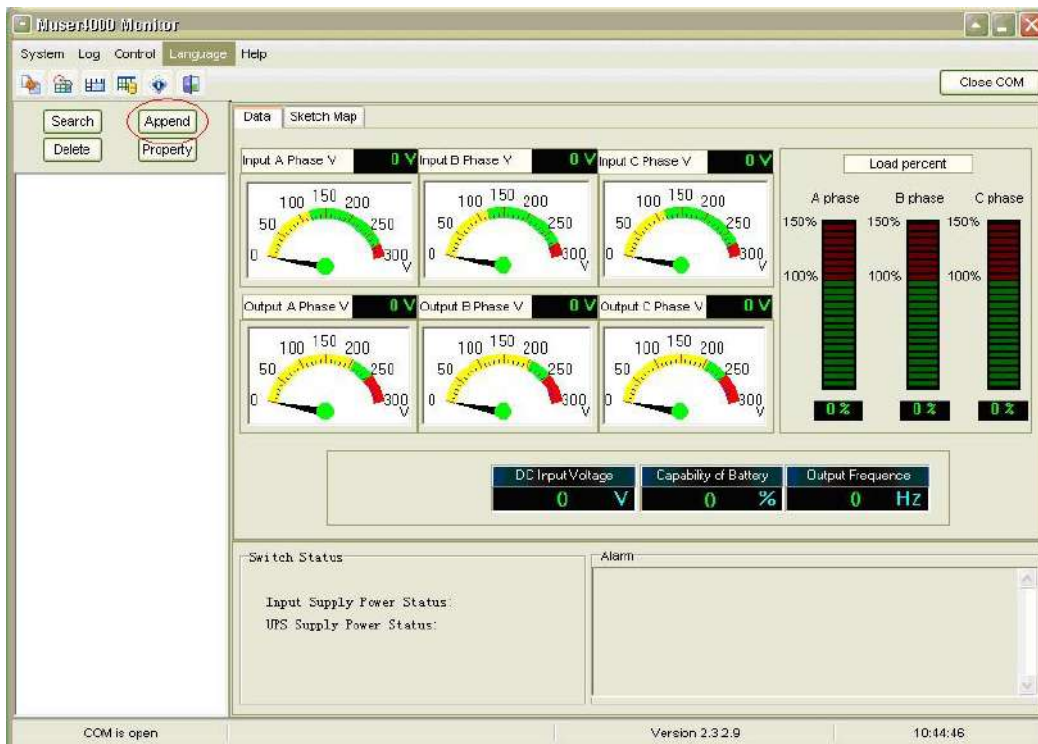 Muser4000 Monitor
System Log Control Language Help
Close COM
Search Append
Delete Property
Data Sketch Map
Input A Phase V 0 V Input B Phase V 0 V Input C Phase V 0 V
0 50 100 150 200 250 300 V
0 50 100 150 200 250 300 V
0 50 100 150 200 250 300 V
Output A Phase V 0 V Output B Phase V 0 V Output C Phase V 0 V
0 50 100 150 200 250 300 V
0 50 100 150 200 250 300 V
0 50 100 150 200 250 300 V
Load percent
A phase B phase C phase
150% 150% 150%
100% 100% 100%
0 % 0 % 0 %
DC Input Voltage Capability of Battery Output Frequence
0 V 0 % 0 Hz
Switch Status
Input Supply Power Status:
UPS Supply Power Status:
Alarm
COM is open Version 2.3.2.9 10:44:46